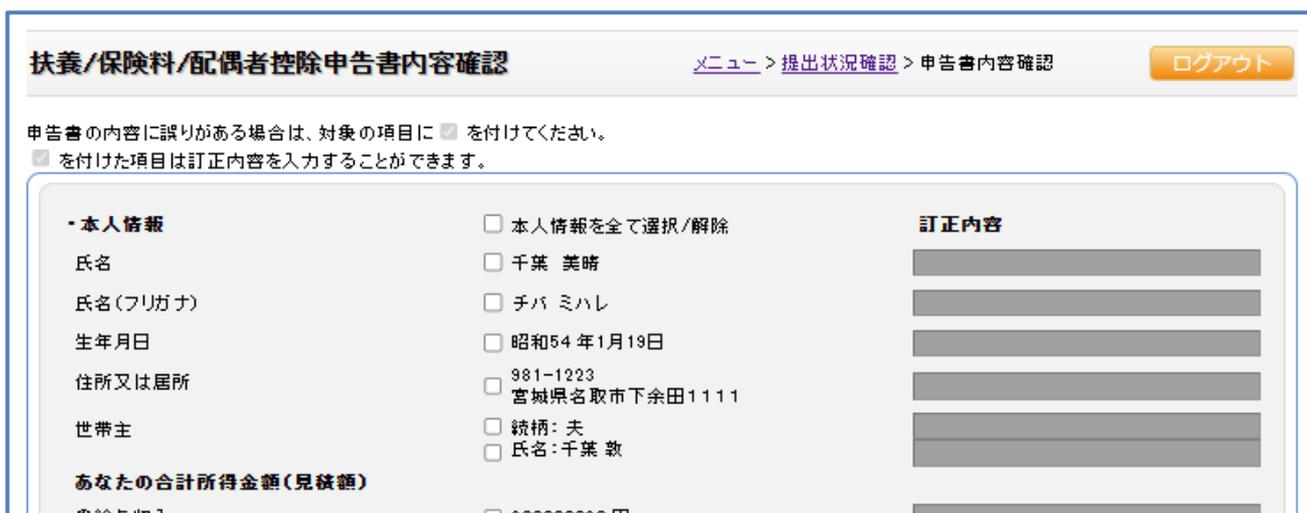 扶義/保険料/配偶者控除申告書内容確認
メニュー > 提出状況確認 > 申告書内容確認
ログアウト
申告書の内容に誤りがある場合は、対象の項目に を付けてください。
を付けた項目は訂正内容を入力することができます。
・本人情報 本人情報を全て選択/解除 訂正内容
氏名 千葉 美晴
氏名(フリガナ) チバ ミハレ
生年月日 昭和54年1月19日
住所又は居所 981-1223
宮城県名取市下余田1111
世帯主 続柄: 夫
氏名:千葉 敦
あなたの合計所得金額(見積額)